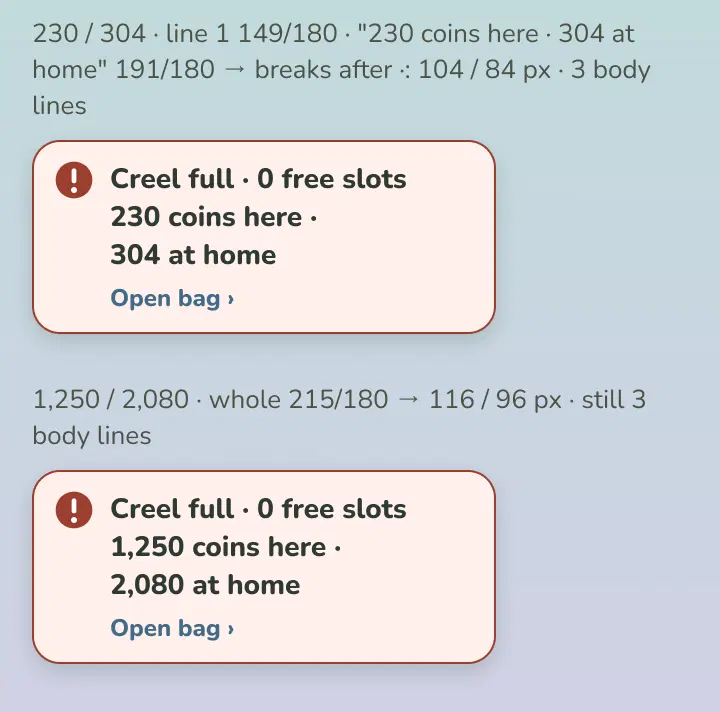 230 / 304 · line 1 149/180 · "230 coins here · 304 at
home" 191/180 → breaks after ·: 104 / 84 px · 3 body
lines
Creel full · 0 free slots
230 coins here ·
304 at home
Open bag ›
1,250 / 2,080 · whole 215/180 → 116 / 96 px · still 3
body lines
Creel full · 0 free slots
1,250 coins here ·
2,080 at home
Open bag ›